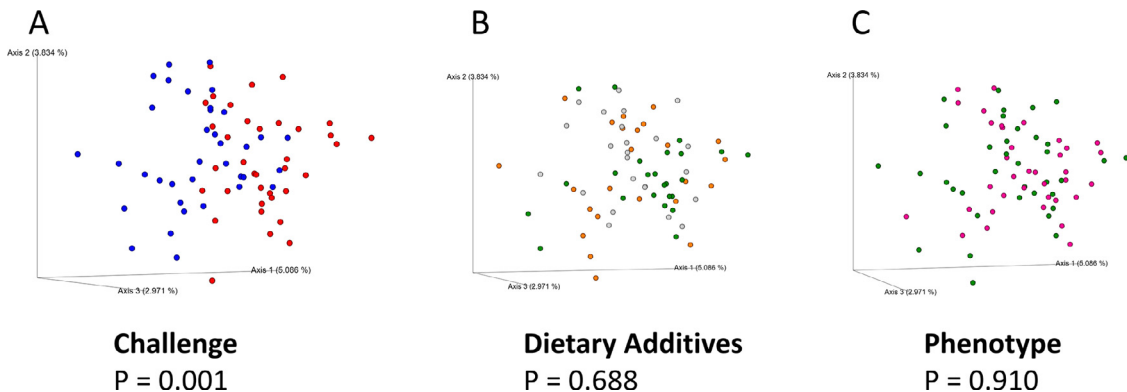 A
B
C
Axis 2 (3.834 %)
Axis 2 (3.834 %)
Axis 2 (3.834 %)
Axis 1 (5.086 %)
Axis 1 (5.086 %)
Axis 1 (5.086 %)
Axis 3 (2.971 %)
Axis 3 (2.971 %)
Axis 3 (2.971 %)
Challenge
Dietary Additives
Phenotype
P = 0.001
P = 0.688
P = 0.910